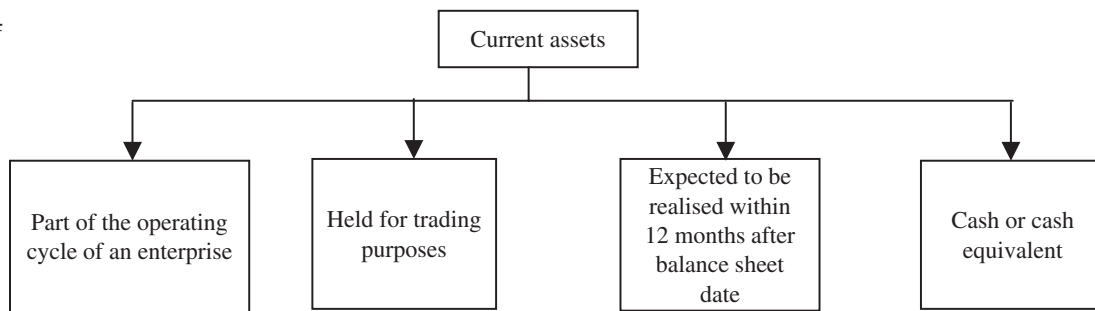 Current assets
Part of the operating
cycle of an enterprise
Held for trading
purposes
Expected to be
realised within
12 months after
balance sheet
date
Cash or cash
equivalent